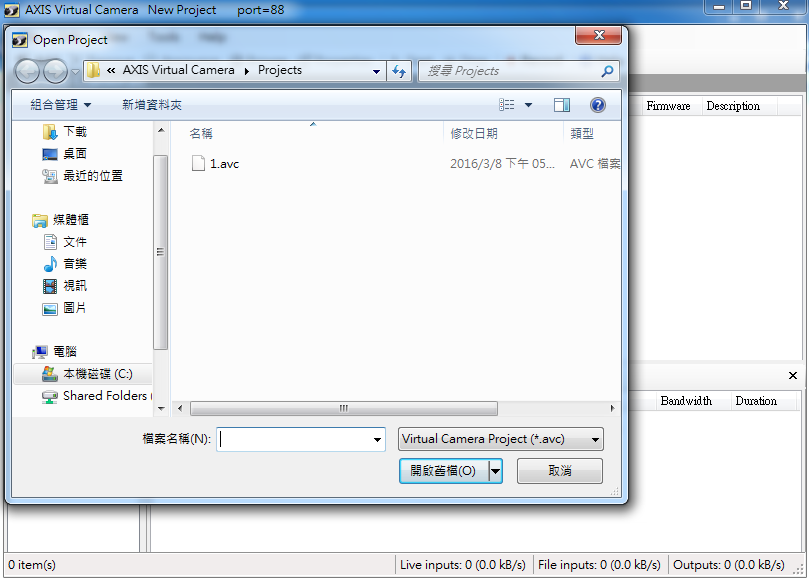 AXIS Virtual Camera   New Project   port=88
Tools Help
Open Project
« AXIS Virtual Camera ▸ Projects
搜尋 Projects
組合管理 新增資料夾
Firmware Description
名稱 修改日期 類型
下載
桌面
最近的位置
1.avc 2016/3/8 下午 05... AVC 檔案
媒體櫃
文件
音樂
視訊
圖片
電腦
本機磁碟 (C:)
Shared Folders
Bandwidth Duration
檔案名稱(N): Virtual Camera Project (*.avc)
開啟舊檔(O) 取消
0 item(s) Live inputs: 0 (0.0 kB/s) File inputs: 0 (0.0 kB/s) Outputs: 0 (0.0 kB/s)